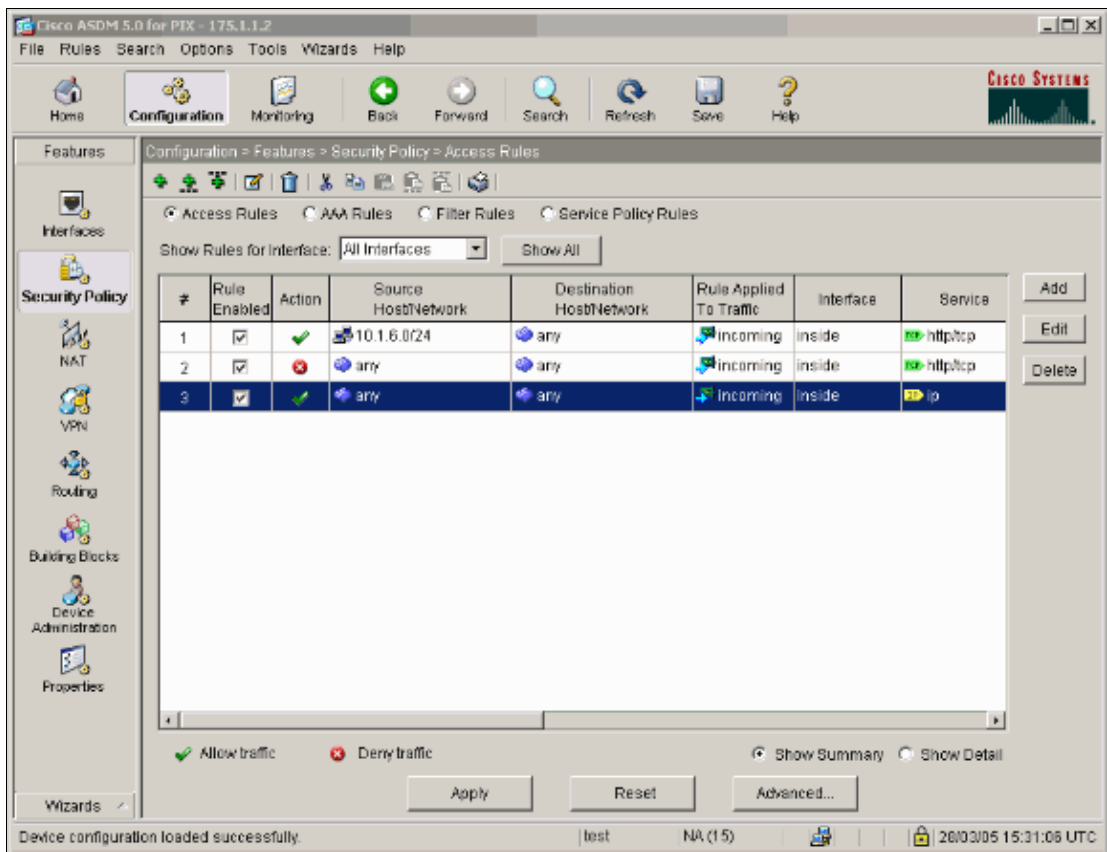 Cisco ASDM 5.0 for PIX - 175.1.1.2
File Rules Search Options Tools Wizards Help
Home Configuration Monitoring Back Forward Search Refresh Save Help
CISCO SYSTEMS
Features
Configuration > Features > Security Policy > Access Rules
Interfaces
Security Policy
NAT
VPN
Routing
Building Blocks
Device Administration
Properties
Wizards
Access Rules AAA Rules Filter Rules Service Policy Rules
Show Rules for Interface: All Interfaces Show All
# Rule Enabled Action Source Host/Network Destination Host/Network Rule Applied To Traffic Interface Service
1 10.1.6.0/24 any incoming inside TCP http/tcp
2 any any incoming inside TCP http/tcp
3 any any incoming inside IP ip
Add
Edit
Delete
Allow traffic Deny traffic Show Summary Show Detail
Apply Reset Advanced...
Device configuration loaded successfully. test NA (15) 28/03/05 15:31:06 UTC